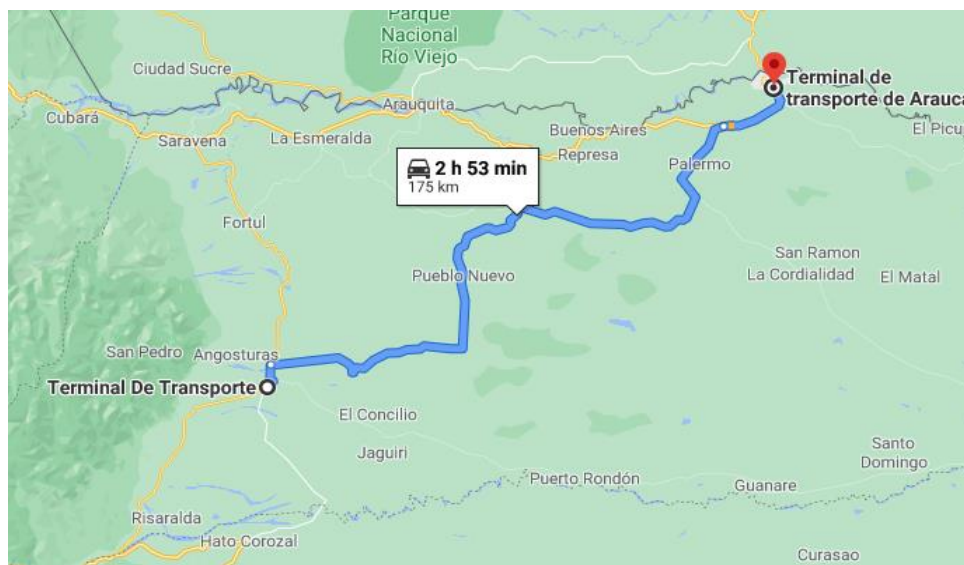 Parque
Nacional
Río Viejo
Ciudad Sucre
Terminal de
transporte de Arauca
Arauquita
Cubará
Buenos Aires
La Esmeralda
Saravena
El Picu
Represa
2 h 53 min
175 km
Palermo
Fortul
San Ramon
La Cordialidad
El Matal
Pueblo Nuevo
San Pedro
Angosturas
Terminal De Transporte
El Concilio
Jaguiri
Santo
Domingo
Puerto Rondón
Guanare
Risaralda
Hato Corozal
Curasao